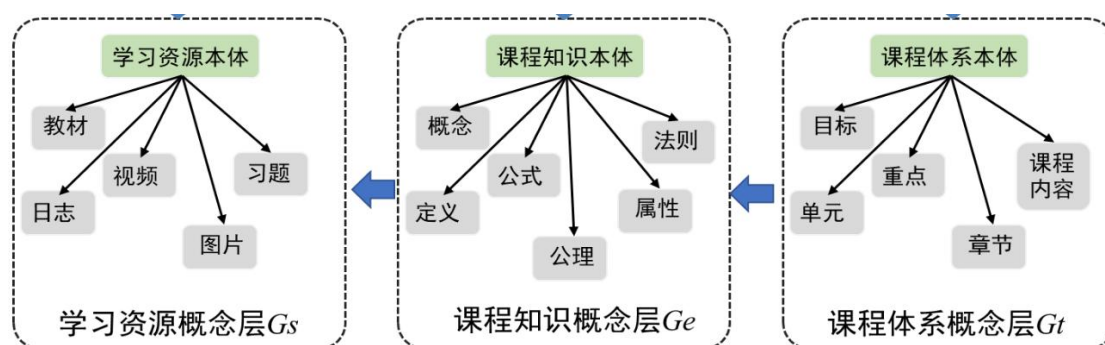 学习资源本体
教材
视频
习题
日志
图片
学习资源概念层Gs
课程知识本体
概念
公式
法则
定义
属性
公理
课程知识概念层Ge
课程体系本体
目标
重点
课程
内容
单元
章节
课程体系概念层Gt